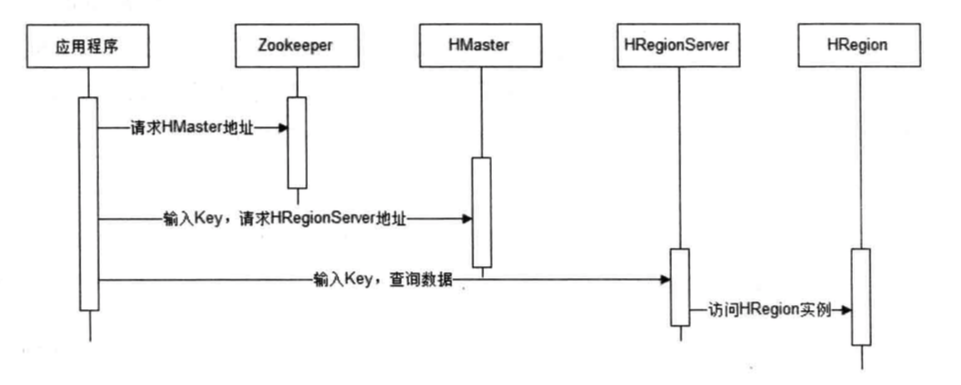 应用程序
Zookeeper
HMaster
HRegionServer
HRegion
请求HMaster地址
输入Key，请求HRegionServer地址
输入Key，查询数据
访问HRegion实例